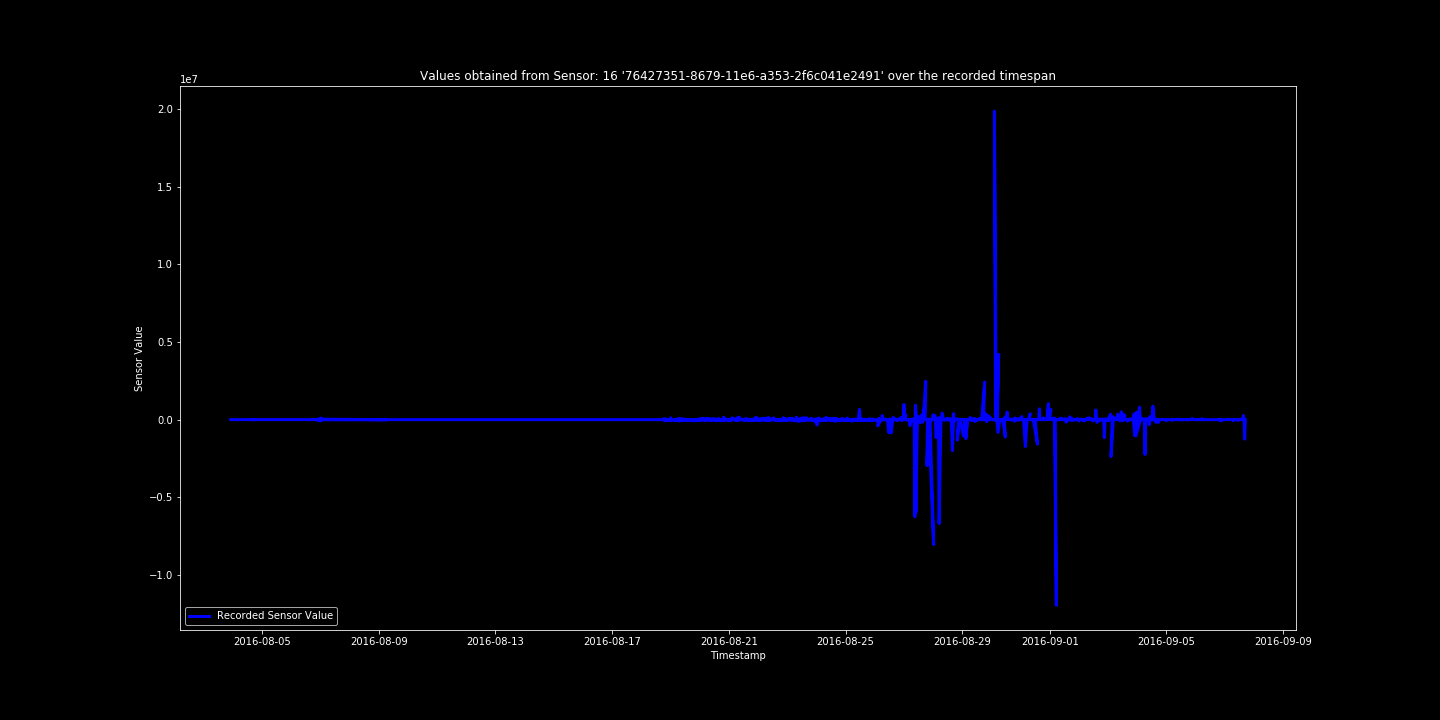 Values obtained from Sensor: 16 '76427351-8679-11e6-a353-2f6c041e2491' over the recorded timespan
1e7
2.0
1.5
1.0
0.5
0.0
−0.5
−1.0
Sensor Value
Recorded Sensor Value
2016-08-05 2016-08-09 2016-08-13 2016-08-17 2016-08-21 2016-08-25 2016-08-29 2016-09-01 2016-09-05 2016-09-09
Timestamp